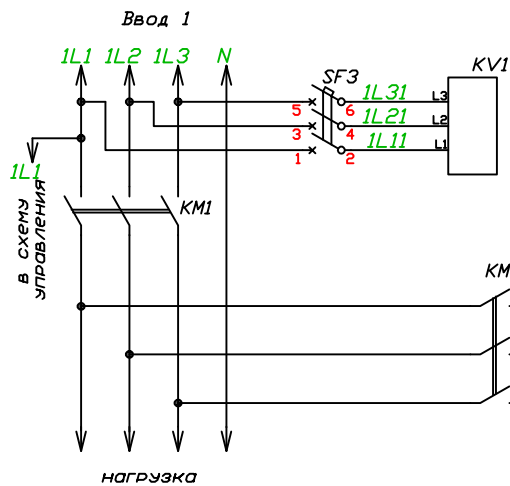 Ввод 1
1L1 1L2 1L3 N
SF3
KV1
5 6 1L31 L3
3 4 1L21 L2
1 2 1L11 L1
1L1
в схему
управления
KM1
KM
нагрузка